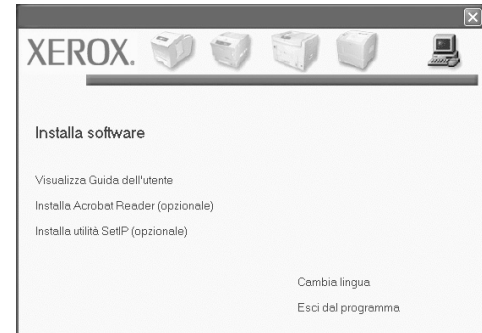 XEROX.
Installa software
Visualizza Guida dell'utente
Installa Acrobat Reader (opzionale)
Installa utilità SetIP (opzionale)
Cambia lingua
Esci dal programma